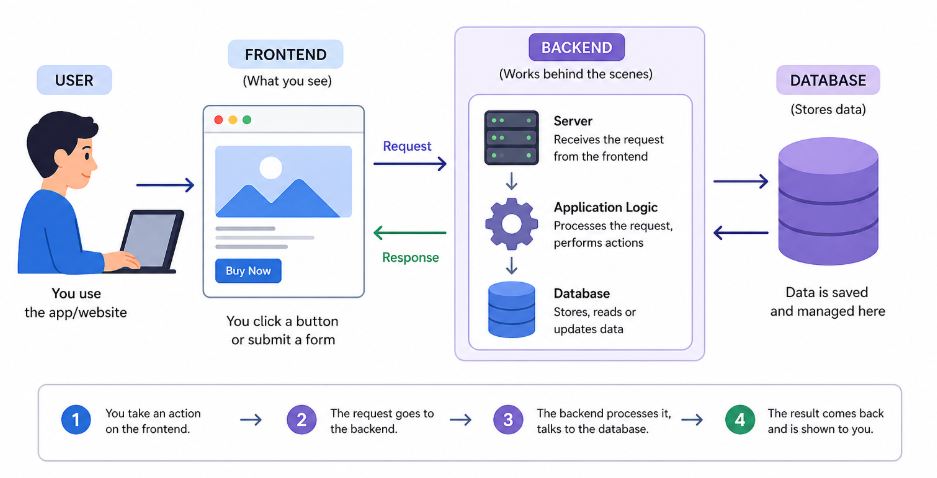 USER
You use
the app/website
FRONTEND
(What you see)
Buy Now
You click a button
or submit a form
Request
Response
BACKEND
(Works behind the scenes)
Server
Receives the request
from the frontend
Application Logic
Processes the request,
performs actions
Database
Stores, reads or
updates data
DATABASE
(Stores data)
Data is saved
and managed here
1
You take an action
on the frontend.
2
The request goes to
the backend.
3
The backend processes it,
talks to the database.
4
The result comes back
and is shown to you.